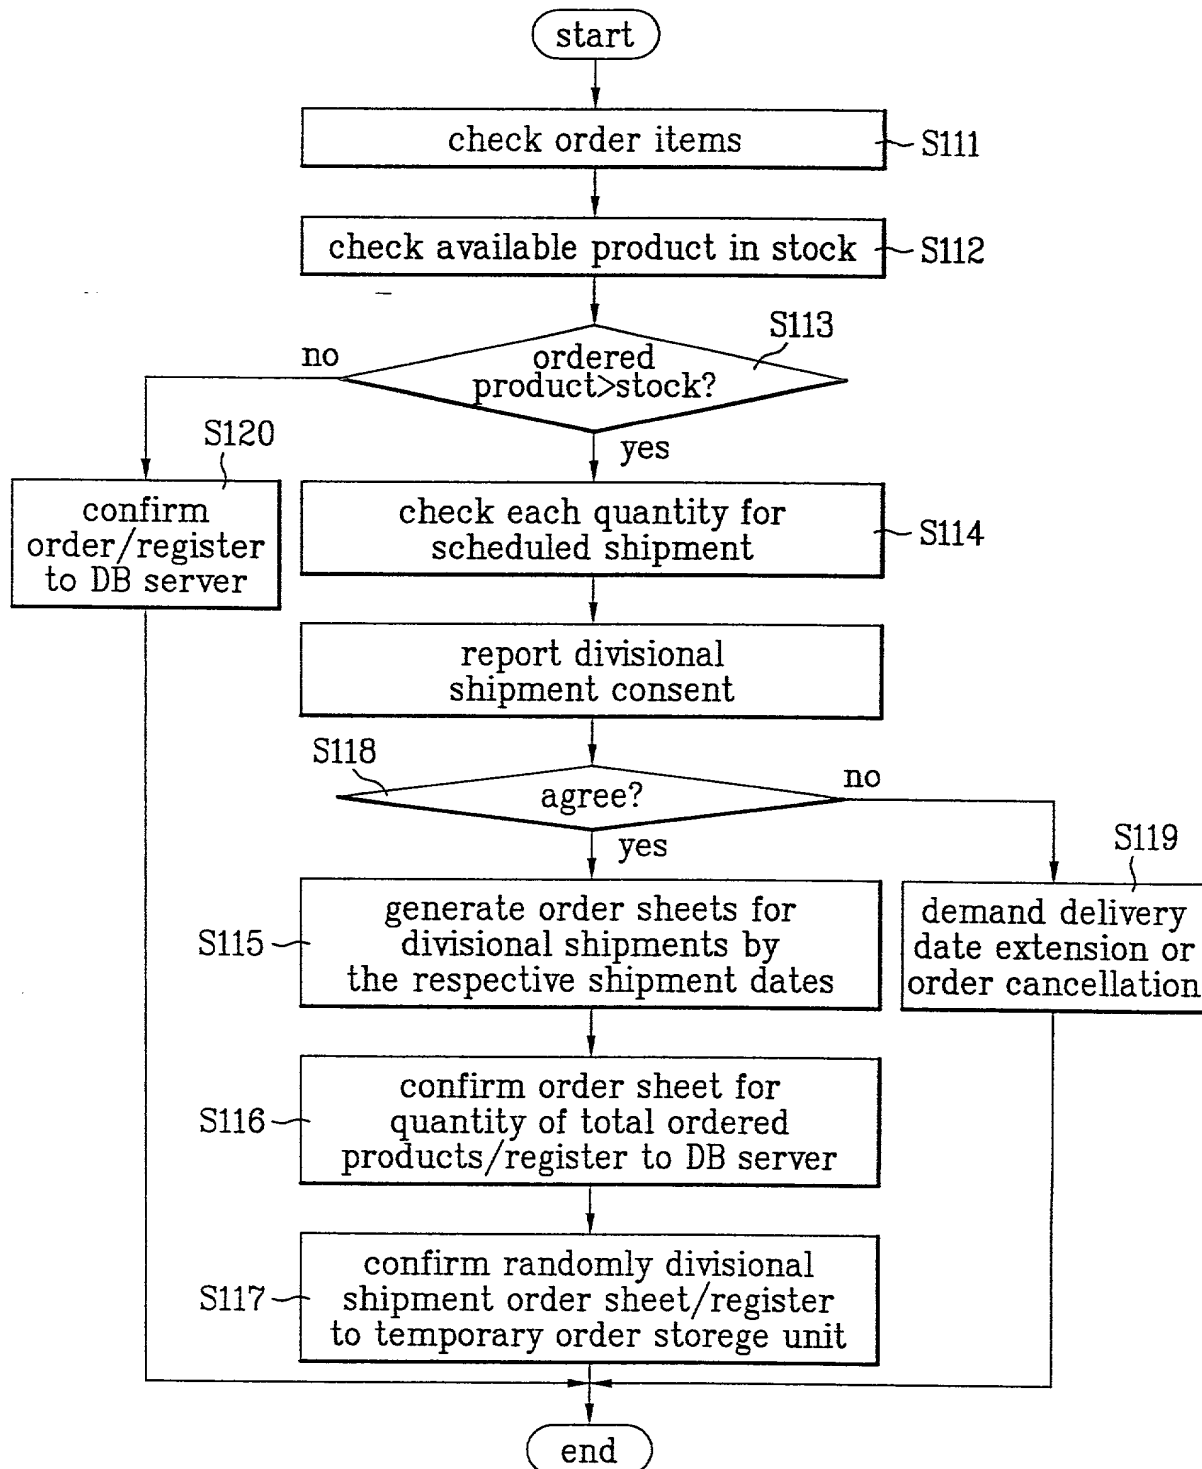 start
check order items
S111
check available product in stock
S112
S113
no
ordered
product>stock?
yes
S120
confirm
order/register
to DB server
check each quantity for
scheduled shipment
S114
report divisional
shipment consent
S118
agree?
no
yes
S119
demand delivery
date extension or
order cancellation
S115
generate order sheets for
divisional shipments by
the respective shipment dates
S116
confirm order sheet for
quantity of total ordered
products/register to DB server
S117
confirm randomly divisional
shipment order sheet/register
to temporary order storege unit
end